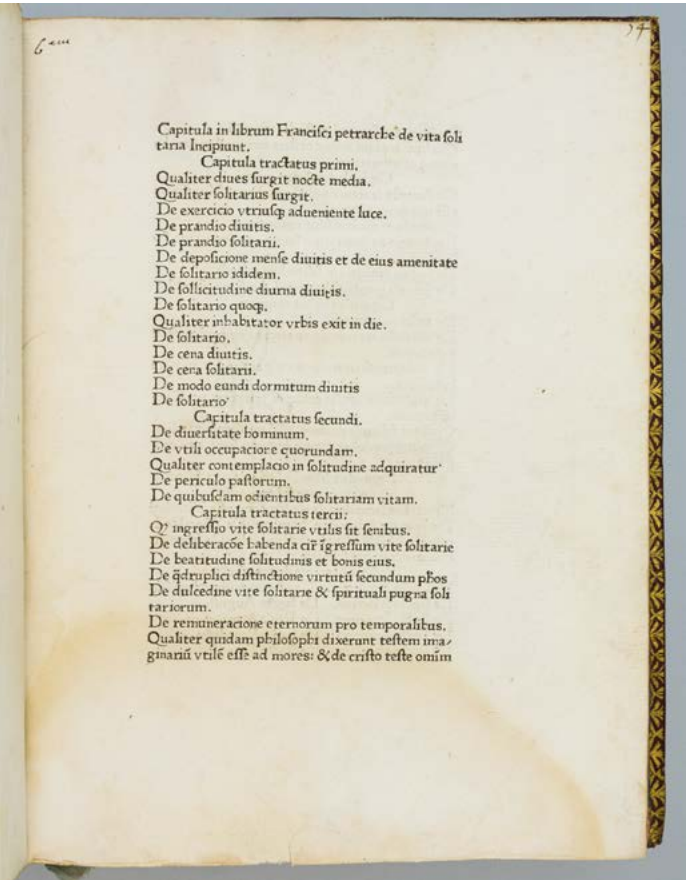 6 em
74
Capitula in librum Francisci petrarche de vita soli
taria Incipiunt.
Capitula tractatus primi.
Qualiter diues surgit nocte media.
Qualiter solitarius surgit.
De exercicio vtriusqꝫ adueniente luce.
De prandio diuitis.
De prandio solitarii.
De deposicione mense diuitis et de eius amenitate
De solitario ididem.
De sollicitudine diurna diuitis.
De solitario quoqꝫ.
Qualiter inhabitator vrbis exit in die.
De solitario.
De cena diuitis.
De cena solitarii.
De modo eundi dormitum diuitis
De solitario
Capitula tractatus secundi.
De diuersitate hominum.
De vtili occupacione quorundam.
Qualiter contemplacio in solitudine adquiratur
De periculo pastorum.
De quibusdam odientibus solitariam vitam.
Capitula tractatus tercii:
Qꝫ ingressio vite solitarie vtilis sit senibus.
De deliberacōe habenda cir̄ īgressum vite solitarie
De beatitudine solitudinis et bonis eius.
De q̄druplici distinctione virtutū secundum ph̄os
De dulcedine vite solitarie & spirituali pugna soli
tariorum.
De remuneracione eternorum pro temporalibus.
Qualiter quidam philosophi dixerunt testem ima⸗
ginariū vtilē esse ad mores: & de cristo teste omīm